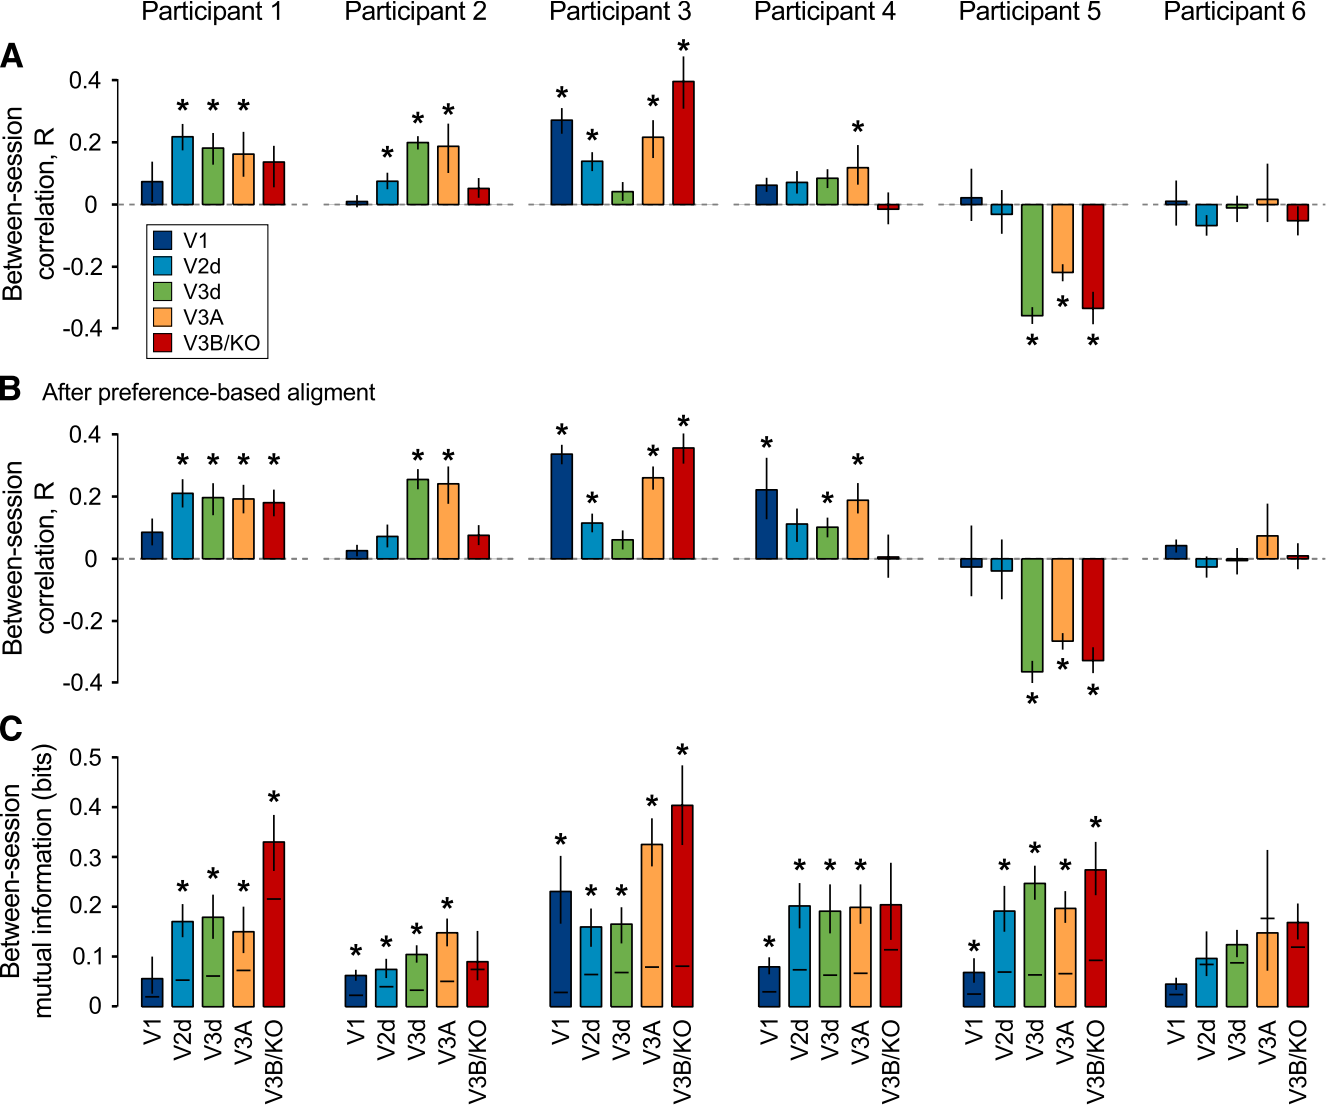 Participant 1 Participant 2 Participant 3 Participant 4 Participant 5 Participant 6
A
Between-session
correlation, R
0.4
0.2
0
-0.2
-0.4
* * * * * * * * * * * * * *
V1
V2d
V3d
V3A
V3B/KO
B After preference-based aligment
Between-session
correlation, R
0.4
0.2
0
-0.2
-0.4
* * * * * * * * * * * * * * * *
C
Between-session
mutual information (bits)
0.5
0.4
0.3
0.2
0.1
0
* * * * * * * * * * * * * * * * * * * * * *
V1 V2d V3d V3A V3B/KO V1 V2d V3d V3A V3B/KO V1 V2d V3d V3A V3B/KO V1 V2d V3d V3A V3B/KO V1 V2d V3d V3A V3B/KO V1 V2d V3d V3A V3B/KO